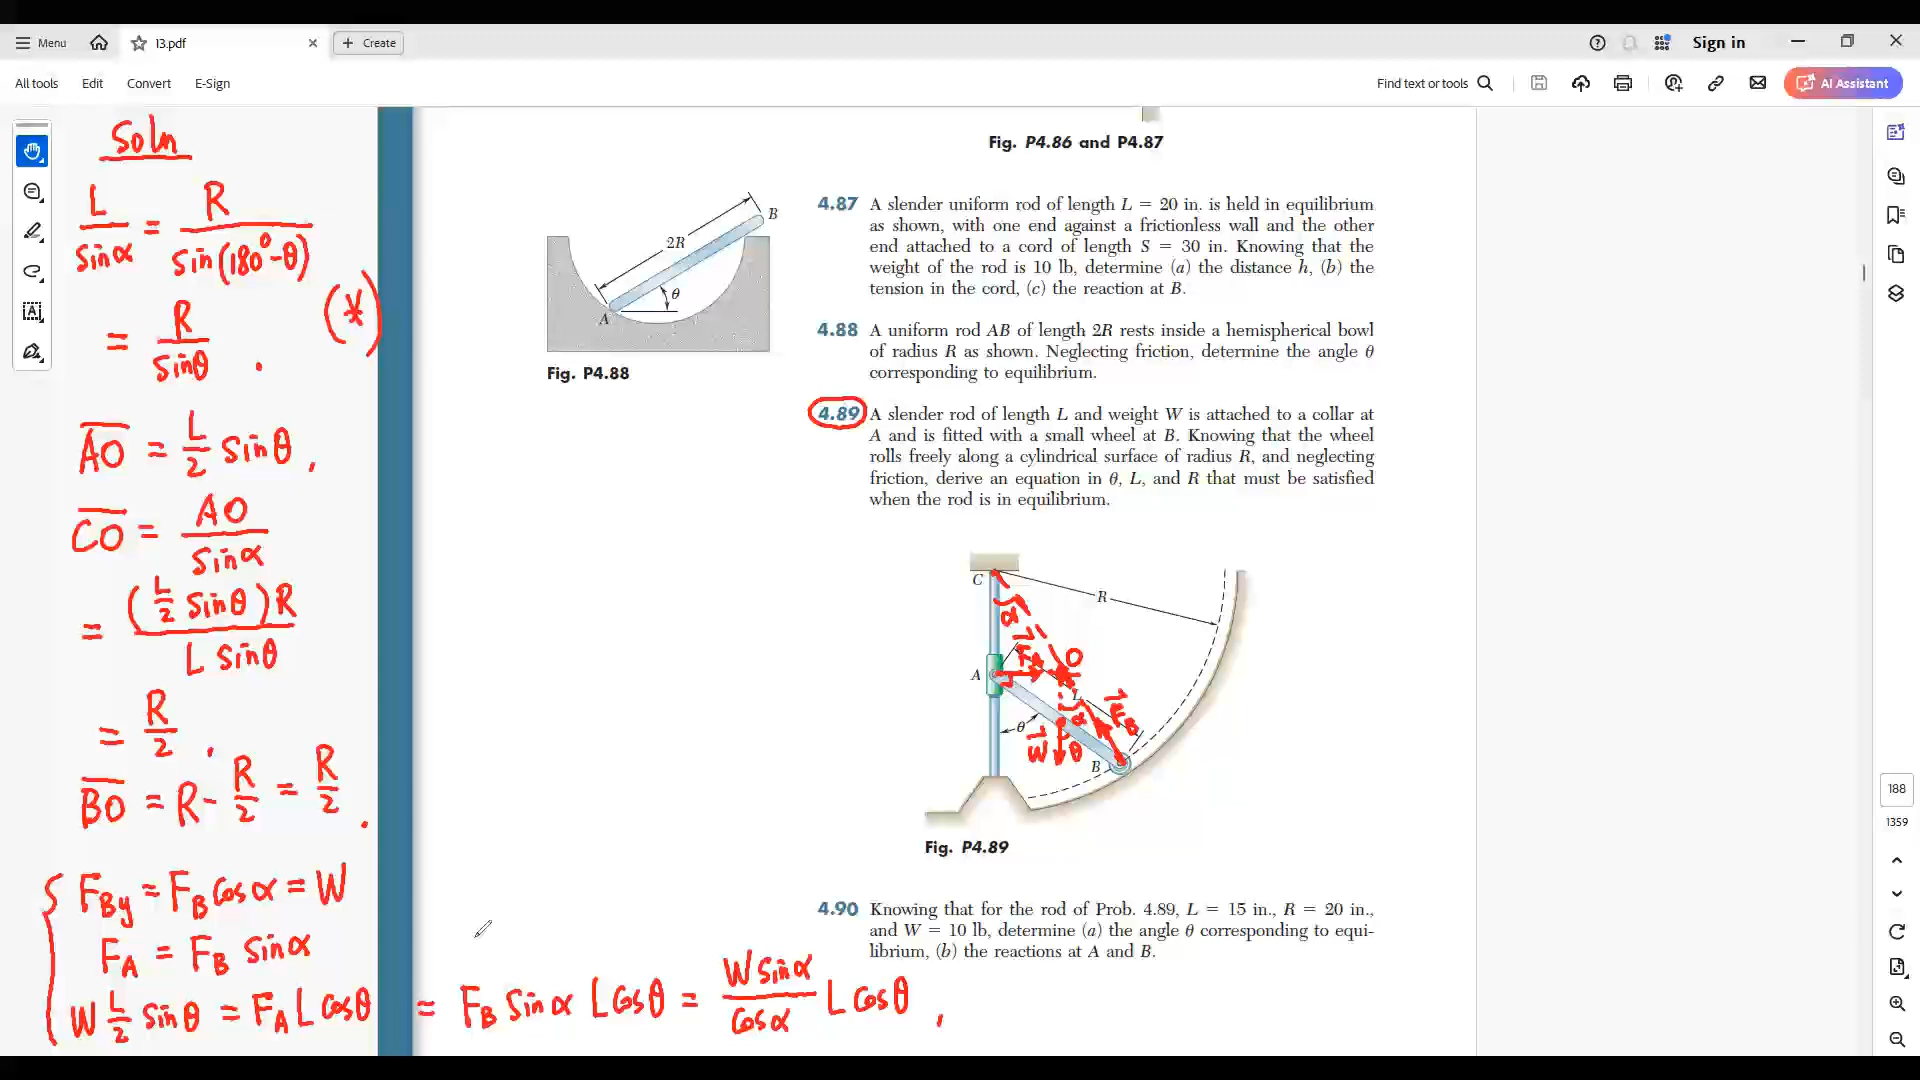 Menu
13.pdf
Create
Sign in
All tools
Edit
Convert
E-Sign
Find text or tools
AI Assistant
Soln
L/sinα = R/sin(180°-θ)
= R/sinθ . (*)
AO = L/2 sinθ ,
CO = AO/sinα
= (L/2 sinθ)R / L sinθ
= R/2 .
BO = R - R/2 = R/2 .
F_By = F_B cosα = W
F_A = F_B sinα
W L/2 sinθ = F_A L cosθ = F_B sinα L cosθ = W sinα/cosα L cosθ ,
Fig. P4.86 and P4.87
4.87 A slender uniform rod of length L = 20 in. is held in equilibrium
as shown, with one end against a frictionless wall and the other
end attached to a cord of length S = 30 in. Knowing that the
weight of the rod is 10 lb, determine (a) the distance h, (b) the
tension in the cord, (c) the reaction at B.
B
2R
θ
A
Fig. P4.88
4.88 A uniform rod AB of length 2R rests inside a hemispherical bowl
of radius R as shown. Neglecting friction, determine the angle θ
corresponding to equilibrium.
4.89 A slender rod of length L and weight W is attached to a collar at
A and is fitted with a small wheel at B. Knowing that the wheel
rolls freely along a cylindrical surface of radius R, and neglecting
friction, derive an equation in θ, L, and R that must be satisfied
when the rod is in equilibrium.
C
R
α
F_A
O
A
L
F_B
α
θ
W
θ
B
Fig. P4.89
4.90 Knowing that for the rod of Prob. 4.89, L = 15 in., R = 20 in.,
and W = 10 lb, determine (a) the angle θ corresponding to equi-
librium, (b) the reactions at A and B.
188
1359